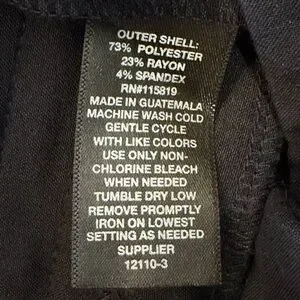 OUTER SHELL:
73% POLYESTER
23% RAYON
4% SPANDEX
RN#115819
MADE IN GUATEMALA
MACHINE WASH COLD
GENTLE CYCLE
WITH LIKE COLORS
USE ONLY NON-
CHLORINE BLEACH
WHEN NEEDED
TUMBLE DRY LOW
REMOVE PROMPTLY
IRON ON LOWEST
SETTING AS NEEDED
SUPPLIER
12110-3